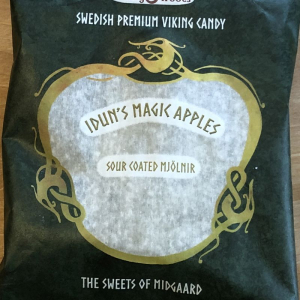 SWEDISH PREMIUM VIKING CANDY
IDUN'S MAGIC APPLES
SOUR COATED MJÖLNIR
THE SWEETS OF MIDGAARD